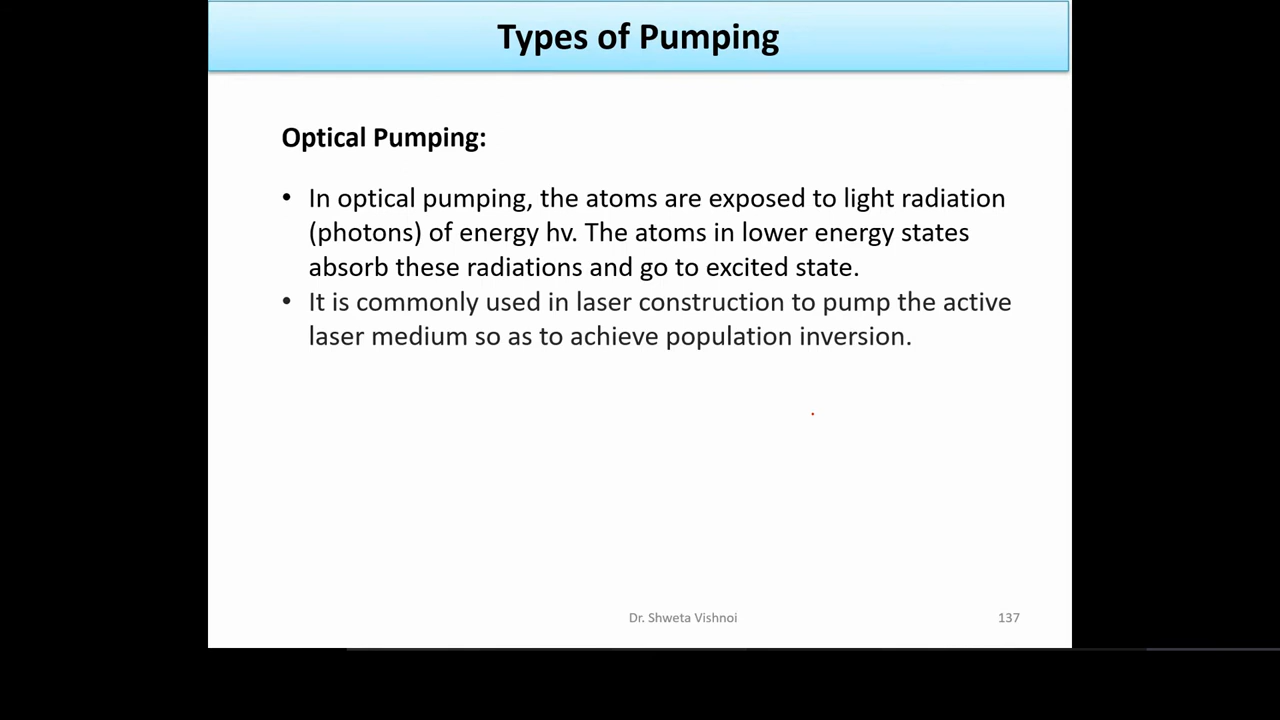 Types of Pumping
Optical Pumping:
• In optical pumping, the atoms are exposed to light radiation
(photons) of energy hv. The atoms in lower energy states
absorb these radiations and go to excited state.
• It is commonly used in laser construction to pump the active
laser medium so as to achieve population inversion.
Dr. Shweta Vishnoi
137